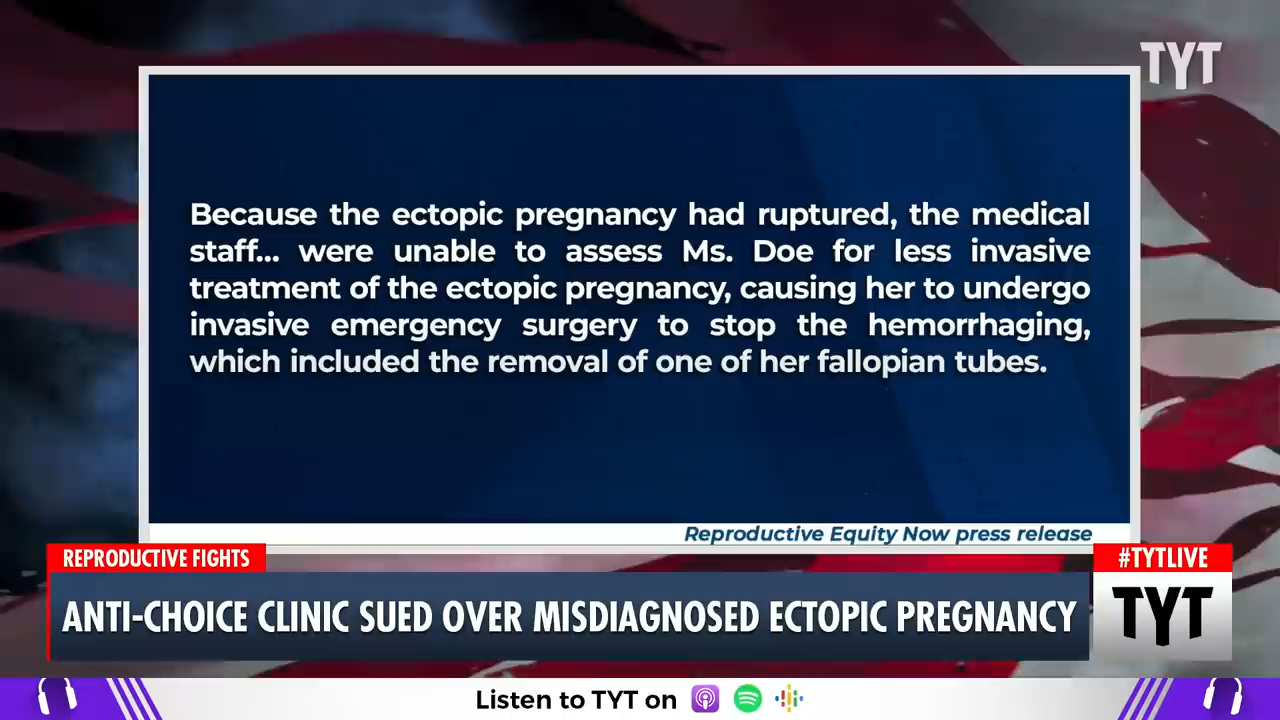 TYT
Because the ectopic pregnancy had ruptured, the medical
staff... were unable to assess Ms. Doe for less invasive
treatment of the ectopic pregnancy, causing her to undergo
invasive emergency surgery to stop the hemorrhaging,
which included the removal of one of her fallopian tubes.
Reproductive Equity Now press release
REPRODUCTIVE FIGHTS
#TYTLIVE
ANTI-CHOICE CLINIC SUED OVER MISDIAGNOSED ECTOPIC PREGNANCY
TYT
Listen to TYT on